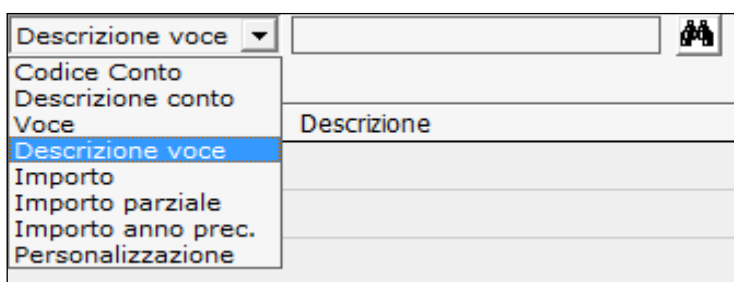 Descrizione voce
Codice Conto
Descrizione conto
Voce
Descrizione
Descrizione voce
Importo
Importo parziale
Importo anno prec.
Personalizzazione